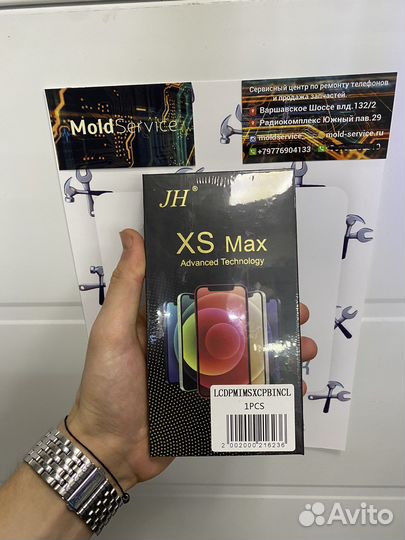 MoldService
Сервисный центр по ремонту телефонов
и продажа запчастей.
Варшавское Шоссе влд.132/2
Радиокомплекс Южный пав.29
moldservice
mold-service.ru
+79776904133
JH®
XS Max
Advanced Technology
LCDPMIMSXCPBINCL
1PCS
2 002000 216236
Avito